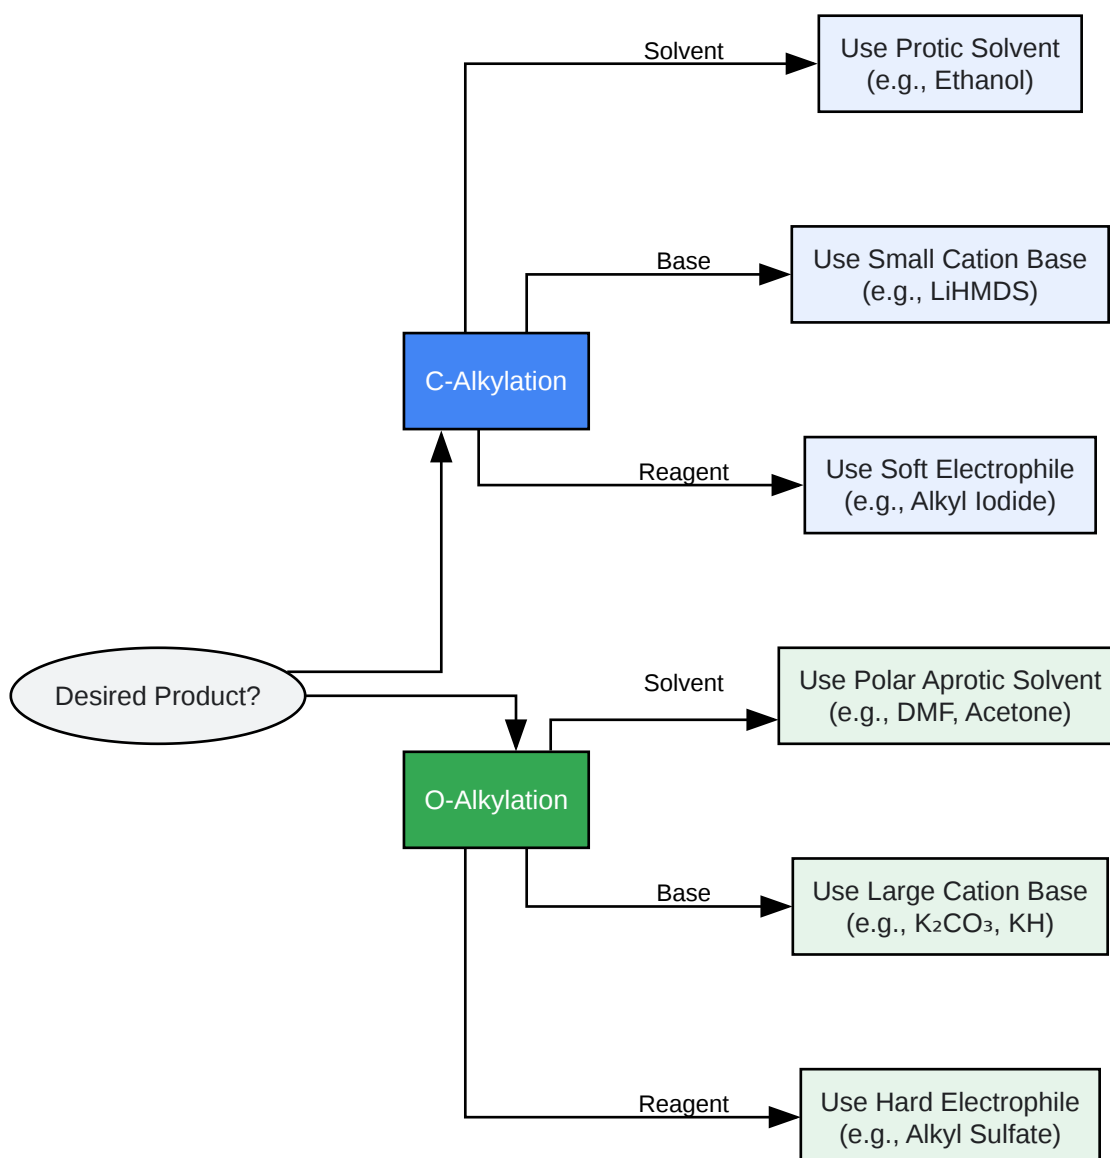 Solvent
Use Protic Solvent
(e.g., Ethanol)
Base
Use Small Cation Base
(e.g., LiHMDS)
C-Alkylation
Reagent
Use Soft Electrophile
(e.g., Alkyl Iodide)
Desired Product?
Solvent
Use Polar Aprotic Solvent
(e.g., DMF, Acetone)
O-Alkylation
Base
Use Large Cation Base
(e.g., K₂CO₃, KH)
Reagent
Use Hard Electrophile
(e.g., Alkyl Sulfate)